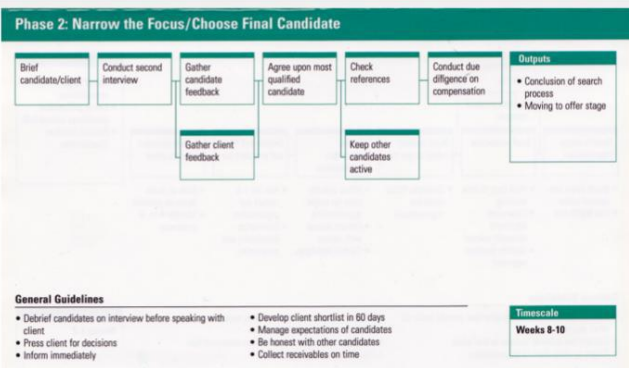 Phase 2: Narrow the Focus/Choose Final Candidate
Brief
candidate/client
Conduct second
interview
Gather
candidate
feedback
Agree upon most
qualified
candidate
Check
references
Conduct due
diligence on
compensation
Outputs
• Conclusion of search
process
• Moving to offer stage
Gather client
feedback
Keep other
candidates
active
General Guidelines
• Debrief candidates on interview before speaking with
client
• Press client for decisions
• Inform immediately
• Develop client shortlist in 60 days
• Manage expectations of candidates
• Be honest with other candidates
• Collect receivables on time
Timescale
Weeks 8-10